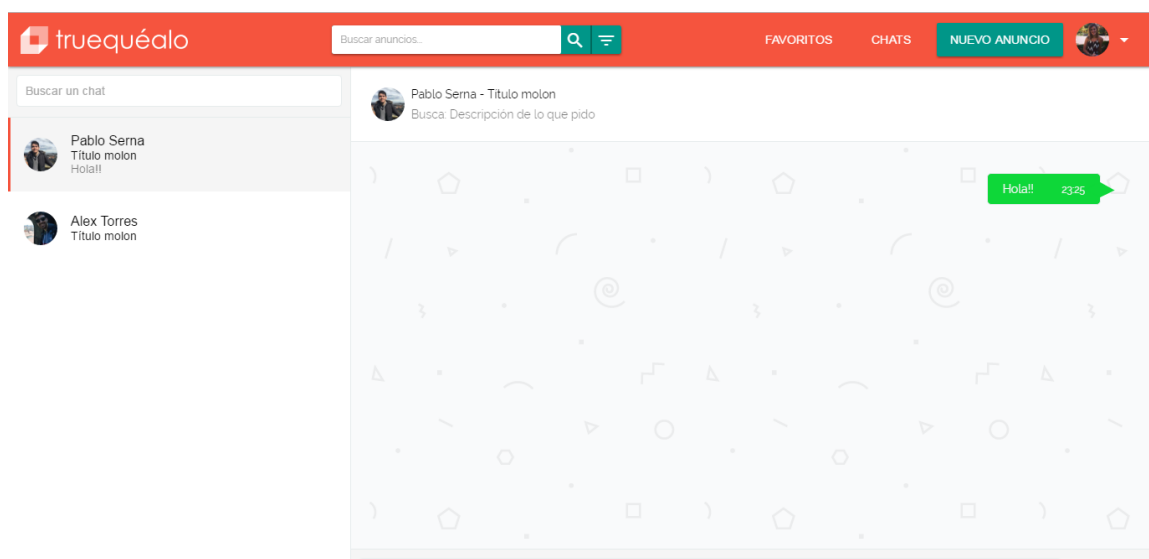 truequéalo
Buscar anuncios...
FAVORITOS
CHATS
NUEVO ANUNCIO
Buscar un chat
Pablo Serna
Título molon
Hola!!
Alex Torres
Título molon
Pablo Serna - Título molon
Busca: Descripción de lo que pido
Hola!! 23:25